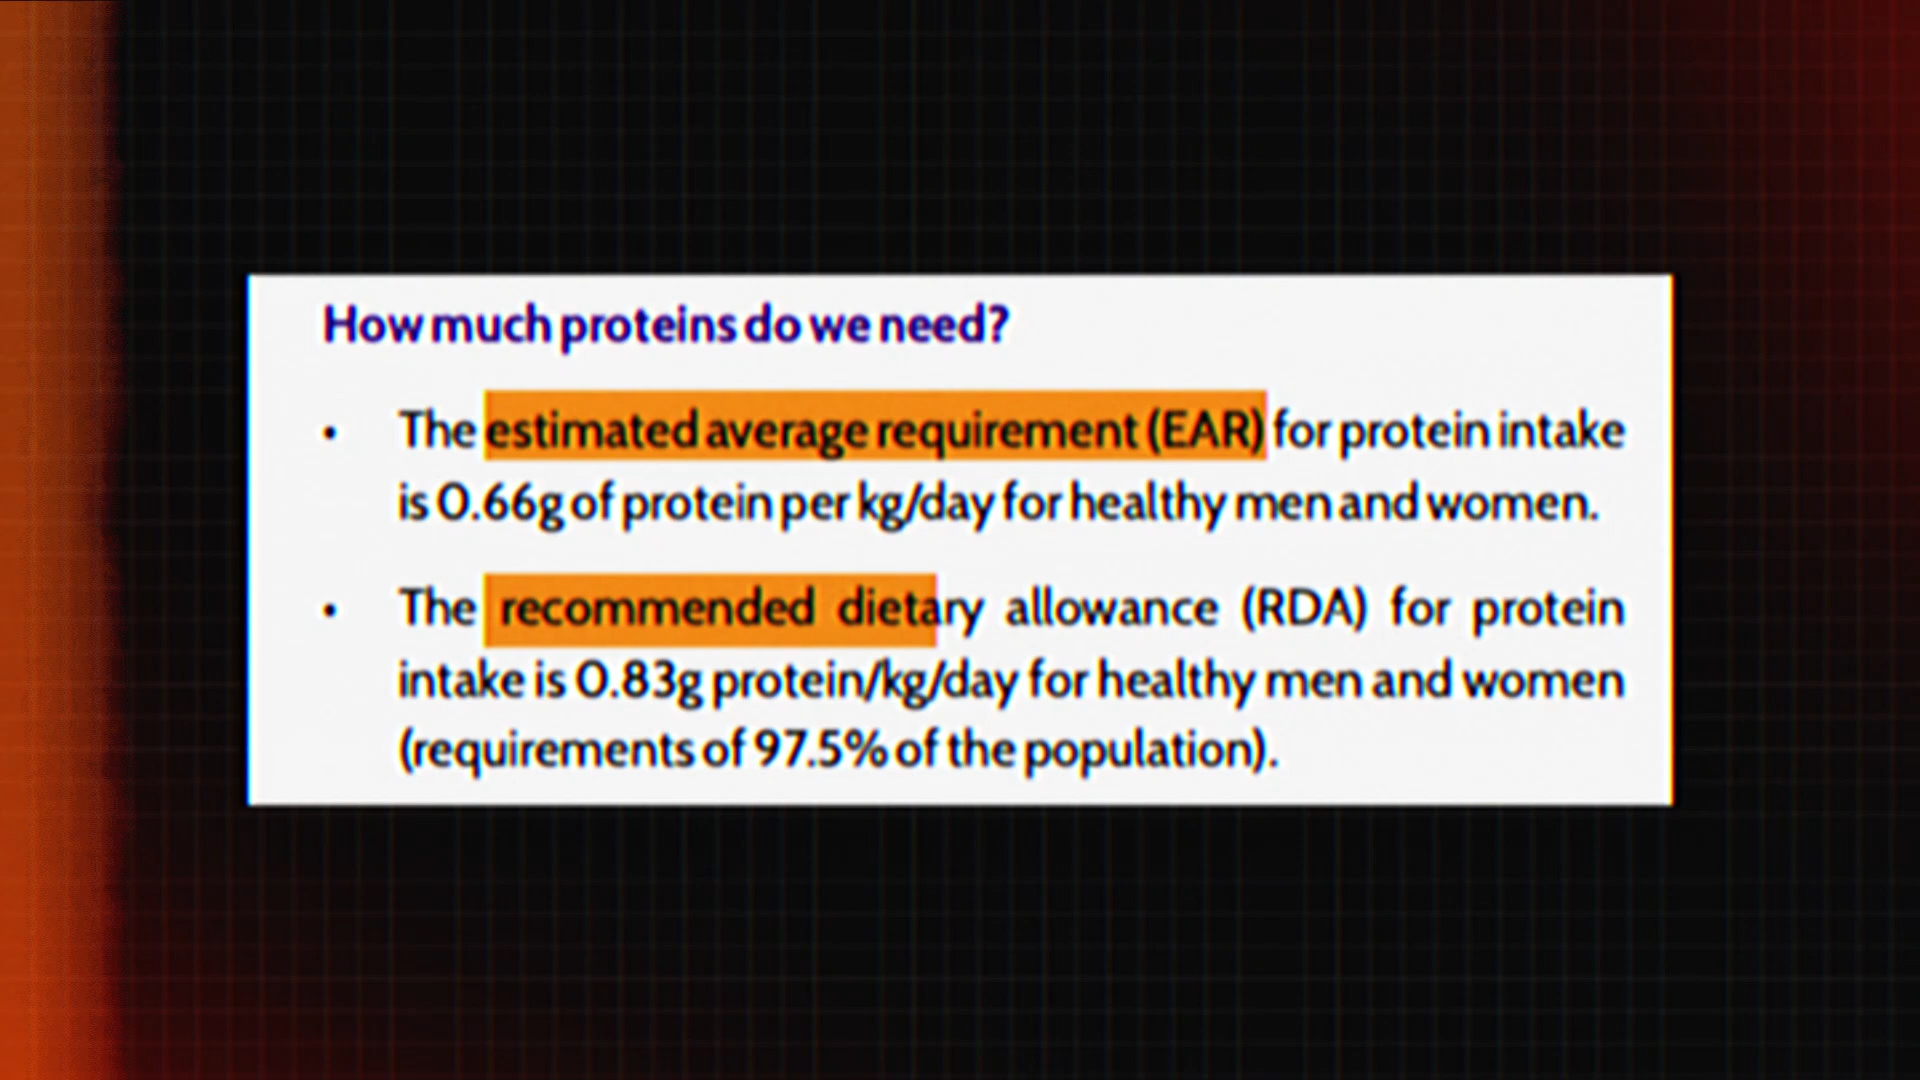 How much proteins do we need?
• The estimated average requirement (EAR) for protein intake
is 0.66g of protein per kg/day for healthy men and women.
• The recommended dietary allowance (RDA) for protein
intake is 0.83g protein/kg/day for healthy men and women
(requirements of 97.5% of the population).